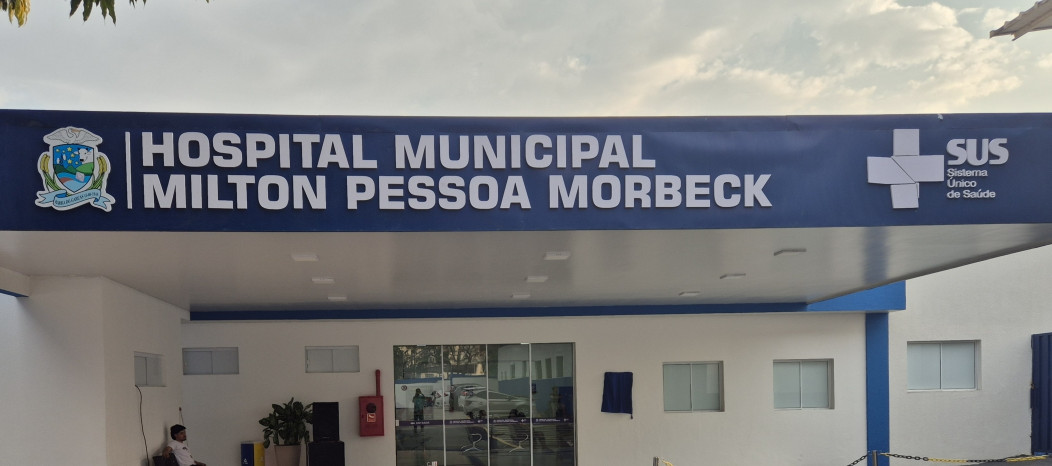 HOSPITAL MUNICIPAL
MILTON PESSOA MORBECK
SUS
Sistema
Único
de Saúde